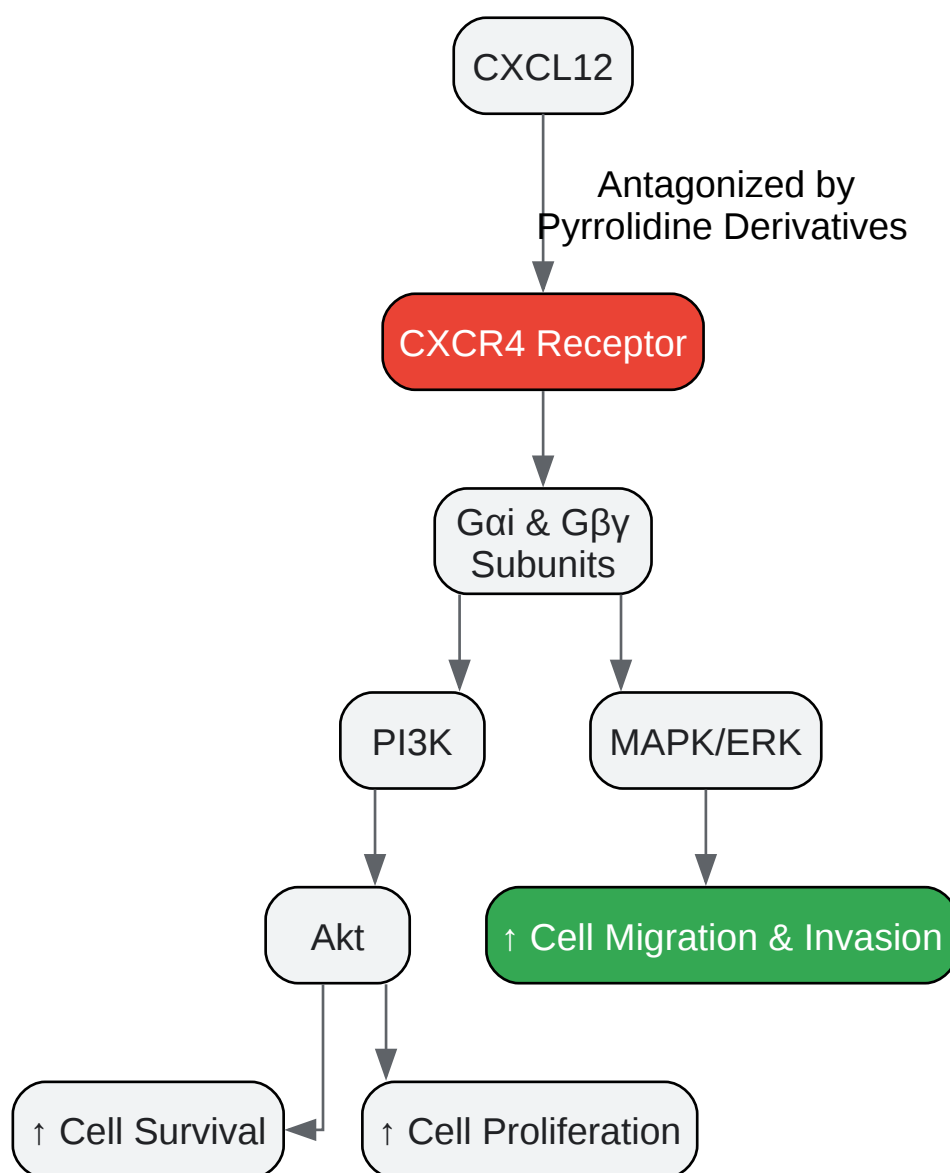 CXCL12
Antagonized by
Pyrrolidine Derivatives
CXCR4 Receptor
Gαi & Gβγ
Subunits
PI3K
MAPK/ERK
Akt
↑ Cell Migration & Invasion
↑ Cell Survival
↑ Cell Proliferation